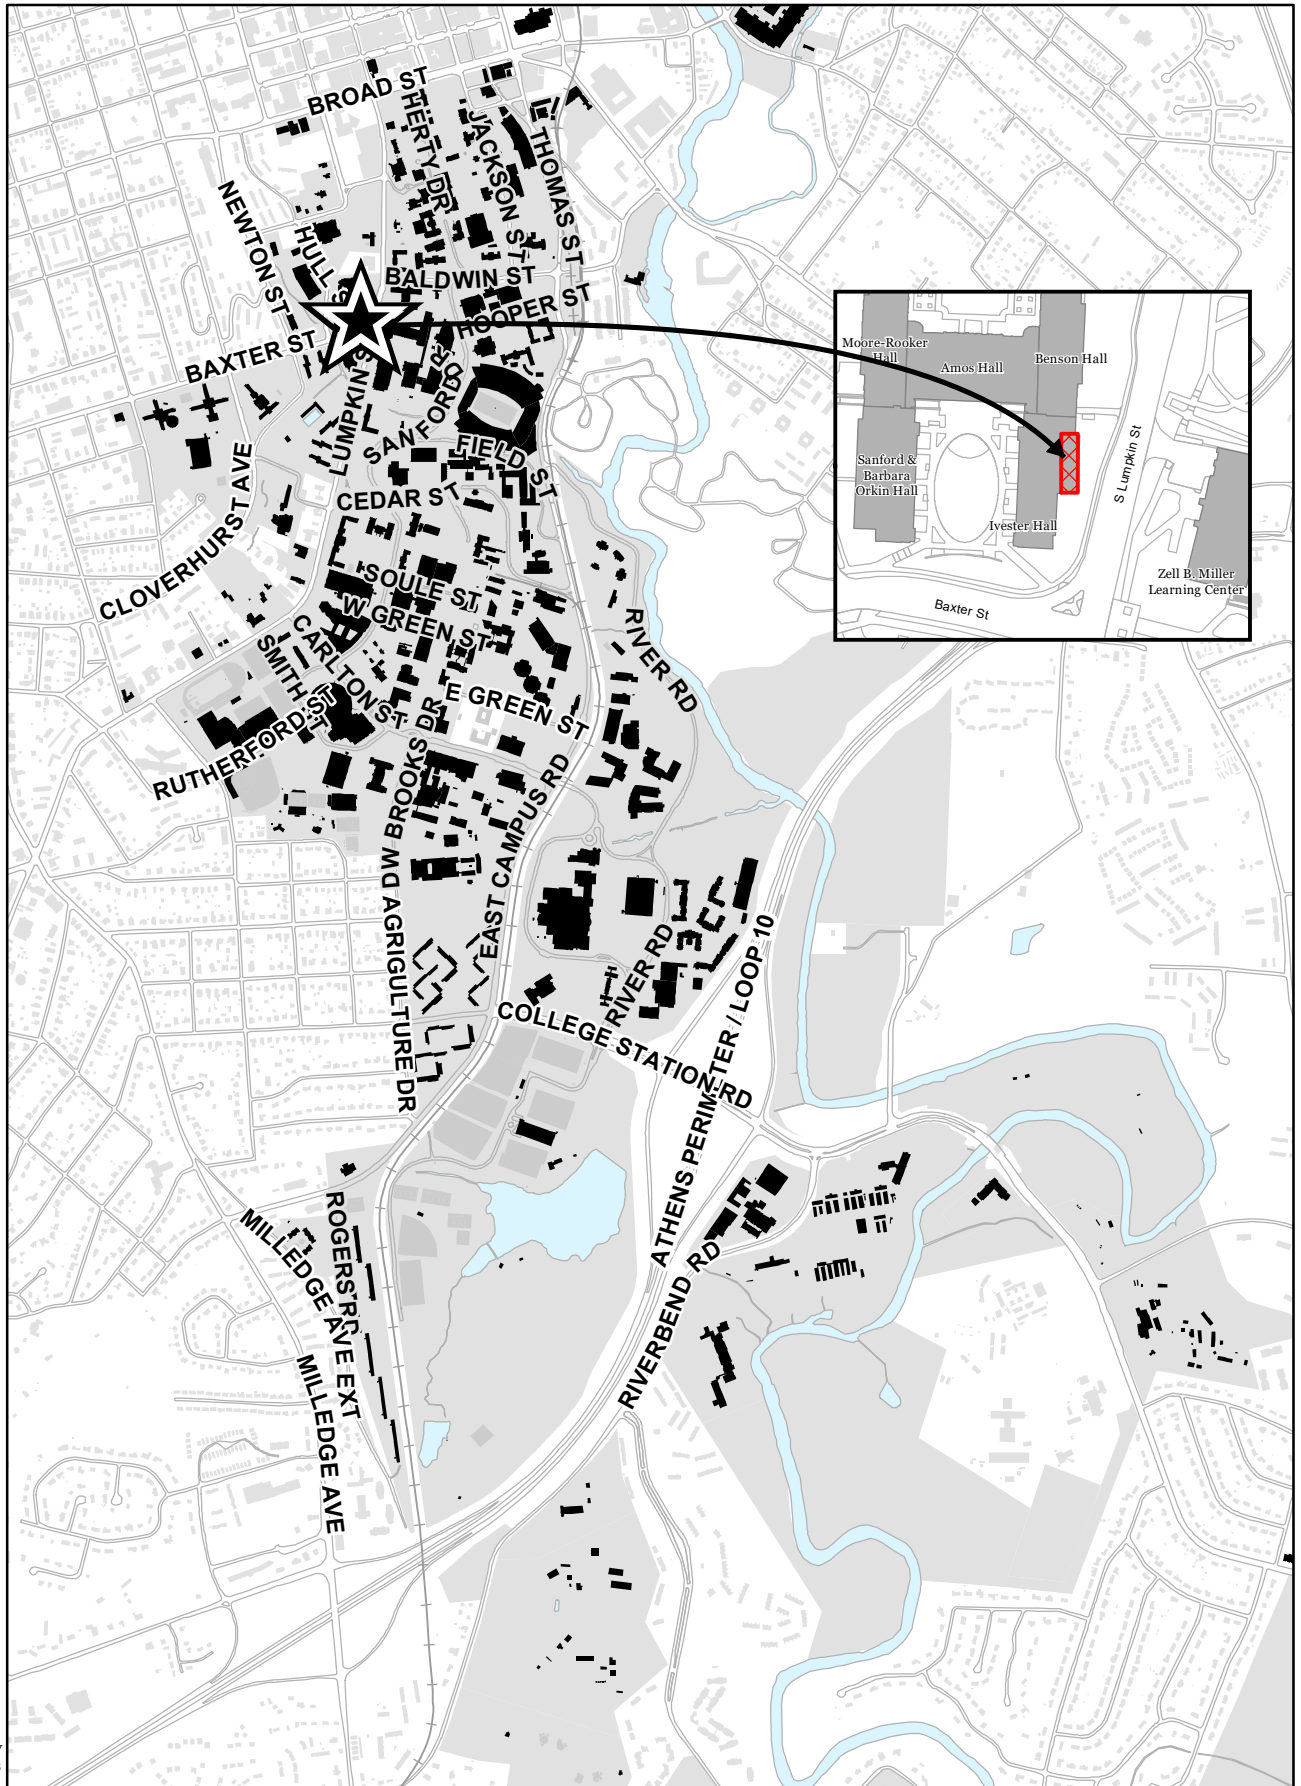 BROAD ST
HERTY DR
JACKSON ST
THOMAS ST
NEWTON ST
HULL
BALDWIN ST
HOOPER ST
BAXTER ST
LUMPKIN S
SANFORD DR
FIELD ST
CEDAR ST
CLOVERHURST AVE
SOULE ST
W GREEN ST
CARLTON ST
SMITH ST
RUTHERFORD ST
E GREEN ST
RIVER RD
DW BROOKS DR
EAST CAMPUS RD
AGRIGULTURE DR
RIVER RD
COLLEGE STATION RD
ATHENS PERIMETER / LOOP 10
MILLEDGE AVE EXT
ROGERS RD
MILLEDGE AVE
RIVERBEND RD
Moore-Rooker
Hall
Amos Hall
Benson Hall
Sanford &
Barbara
Orkin Hall
Ivester Hall
S Lumpkin St
Zell B. Miller
Learning Center
Baxter St